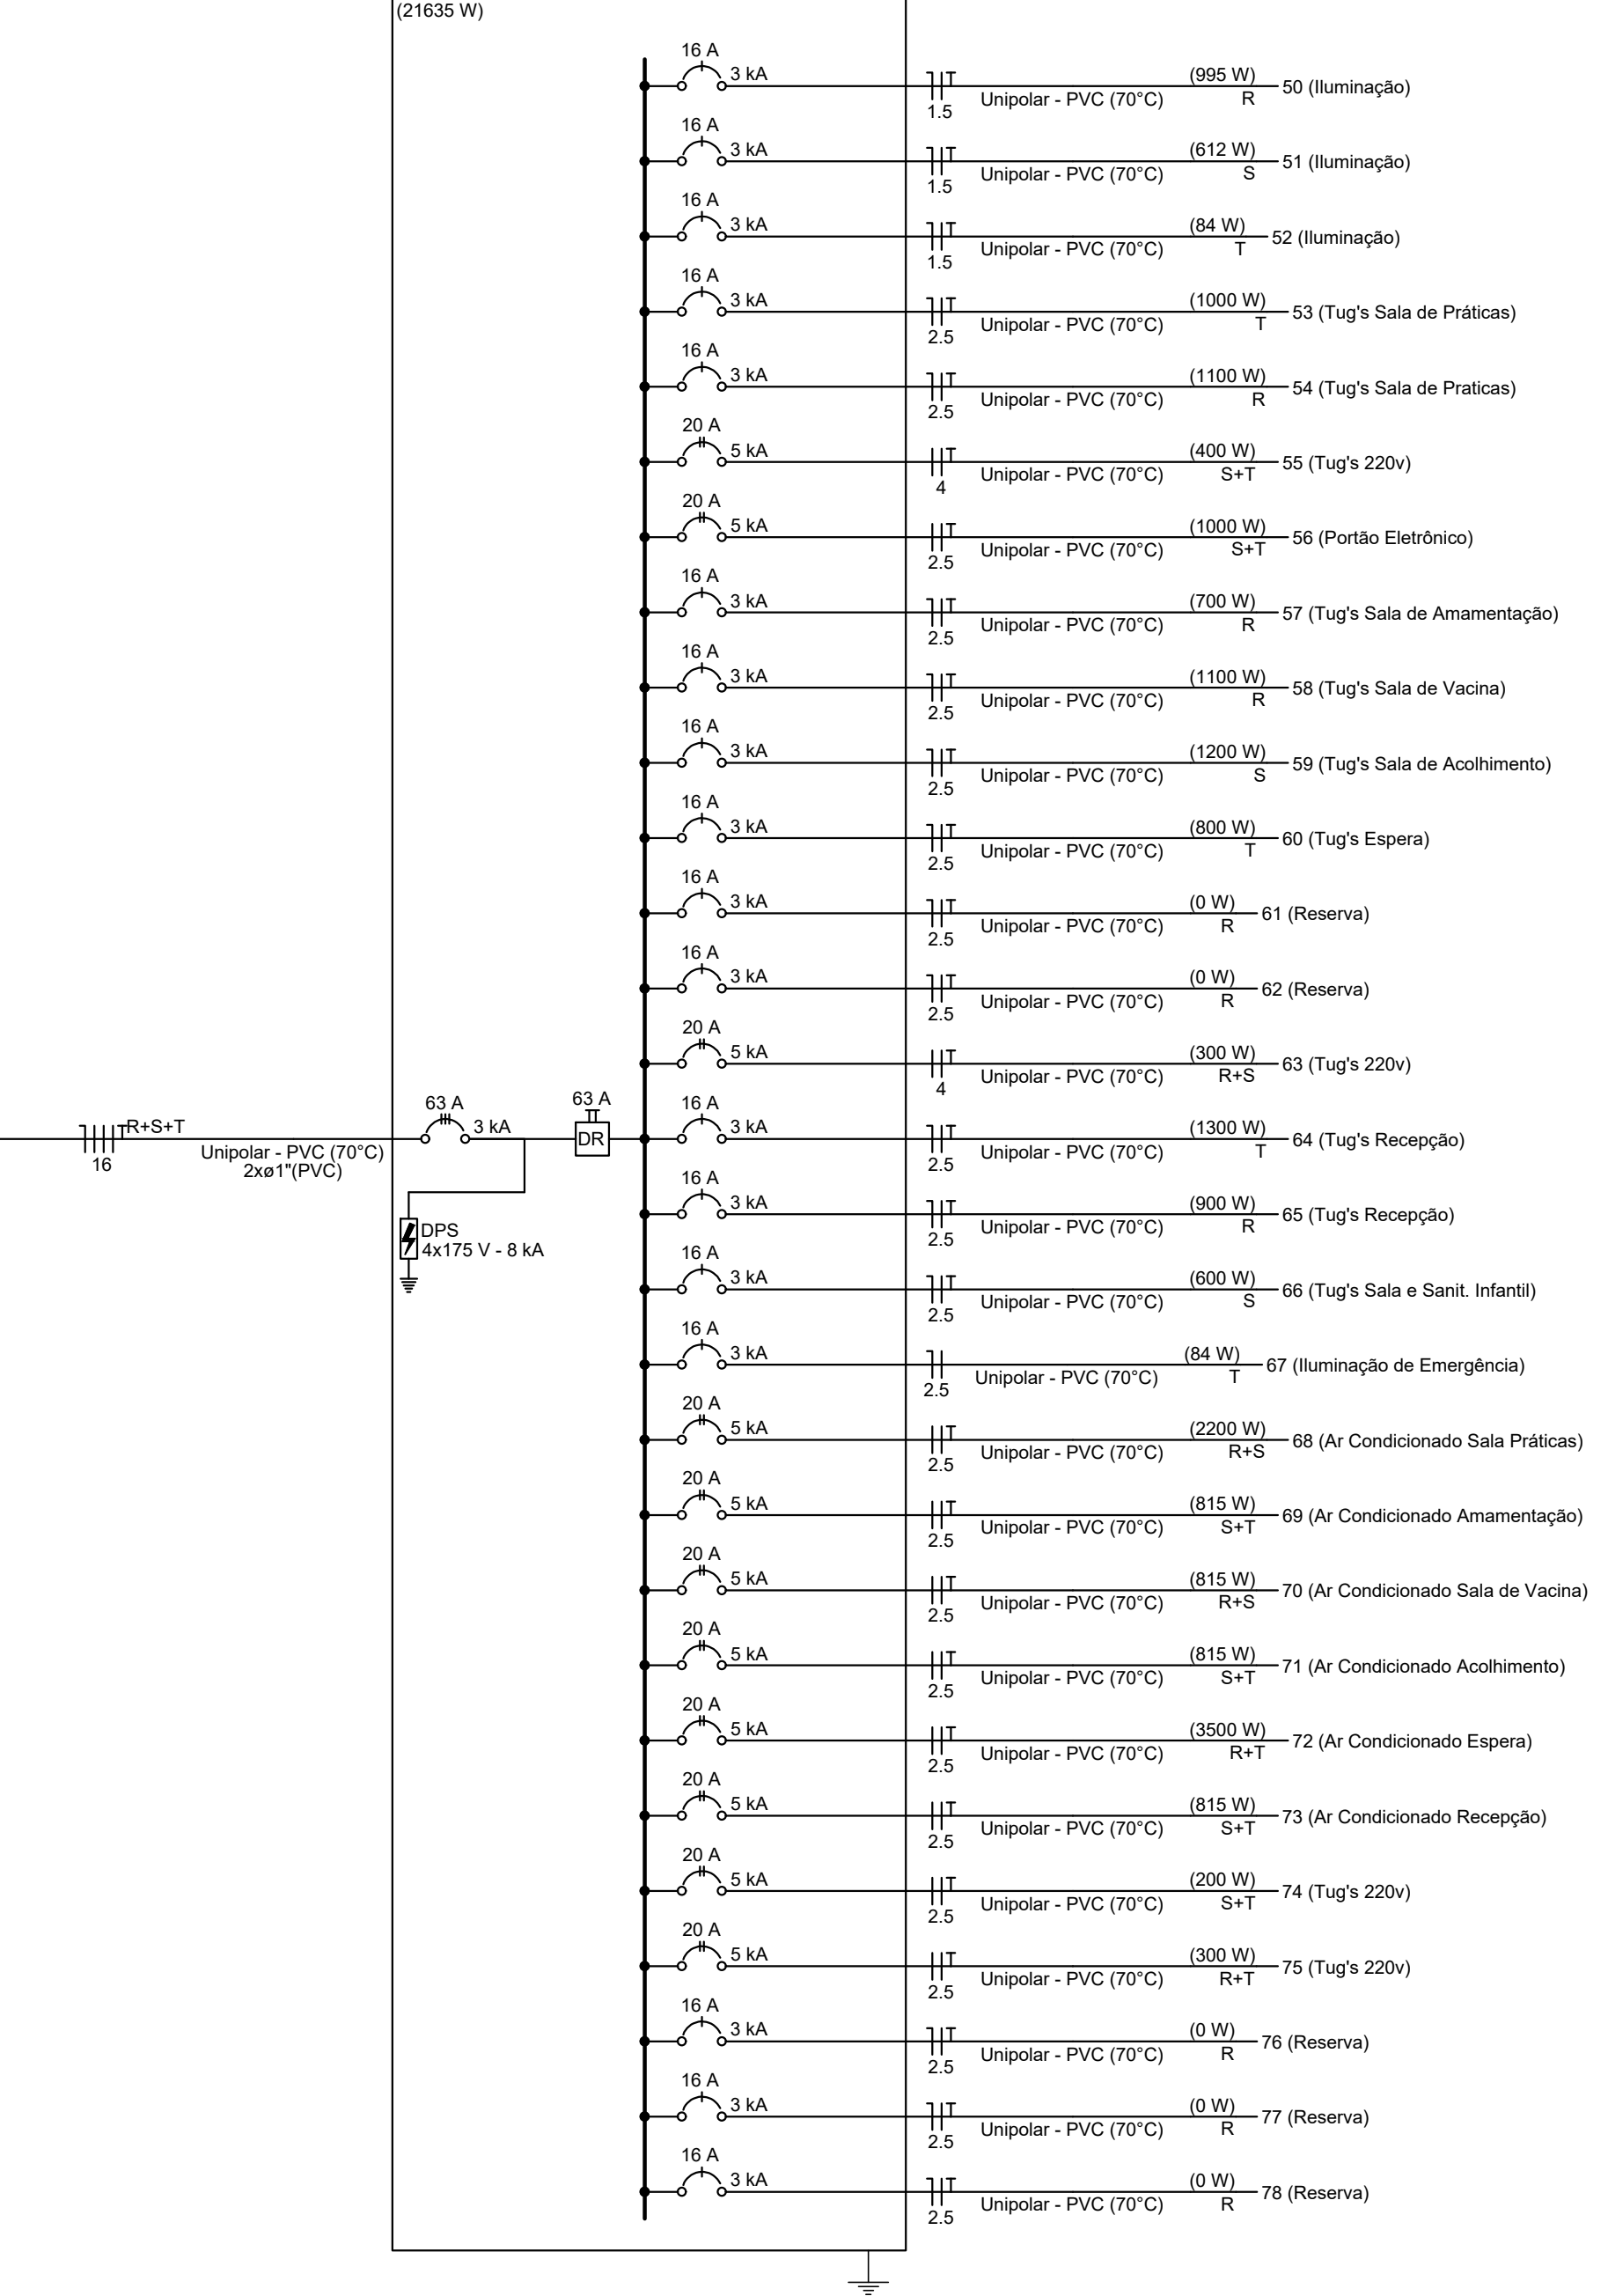 (21635 W)
16 A
3 kA
1.5
Unipolar - PVC (70°C)
(995 W)
R
50 (Iluminação)
16 A
3 kA
1.5
Unipolar - PVC (70°C)
(612 W)
S
51 (Iluminação)
16 A
3 kA
1.5
Unipolar - PVC (70°C)
(84 W)
T
52 (Iluminação)
16 A
3 kA
2.5
Unipolar - PVC (70°C)
(1000 W)
T
53 (Tug's Sala de Práticas)
16 A
3 kA
2.5
Unipolar - PVC (70°C)
(1100 W)
R
54 (Tug's Sala de Praticas)
20 A
5 kA
4
Unipolar - PVC (70°C)
(400 W)
S+T
55 (Tug's 220v)
20 A
5 kA
2.5
Unipolar - PVC (70°C)
(1000 W)
S+T
56 (Portão Eletrônico)
16 A
3 kA
2.5
Unipolar - PVC (70°C)
(700 W)
R
57 (Tug's Sala de Amamentação)
16 A
3 kA
2.5
Unipolar - PVC (70°C)
(1100 W)
R
58 (Tug's Sala de Vacina)
16 A
3 kA
2.5
Unipolar - PVC (70°C)
(1200 W)
S
59 (Tug's Sala de Acolhimento)
16 A
3 kA
2.5
Unipolar - PVC (70°C)
(800 W)
T
60 (Tug's Espera)
16 A
3 kA
2.5
Unipolar - PVC (70°C)
(0 W)
R
61 (Reserva)
16 A
3 kA
2.5
Unipolar - PVC (70°C)
(0 W)
R
62 (Reserva)
20 A
5 kA
4
Unipolar - PVC (70°C)
(300 W)
R+S
63 (Tug's 220v)
R+S+T
16
Unipolar - PVC (70°C)
2xø1"(PVC)
63 A
3 kA
63 A
DR
DPS
4x175 V - 8 kA
16 A
3 kA
2.5
Unipolar - PVC (70°C)
(1300 W)
T
64 (Tug's Recepção)
16 A
3 kA
2.5
Unipolar - PVC (70°C)
(900 W)
R
65 (Tug's Recepção)
16 A
3 kA
2.5
Unipolar - PVC (70°C)
(600 W)
S
66 (Tug's Sala e Sanit. Infantil)
16 A
3 kA
2.5
Unipolar - PVC (70°C)
(84 W)
T
67 (Iluminação de Emergência)
20 A
5 kA
2.5
Unipolar - PVC (70°C)
(2200 W)
R+S
68 (Ar Condicionado Sala Práticas)
20 A
5 kA
2.5
Unipolar - PVC (70°C)
(815 W)
S+T
69 (Ar Condicionado Amamentação)
20 A
5 kA
2.5
Unipolar - PVC (70°C)
(815 W)
R+S
70 (Ar Condicionado Sala de Vacina)
20 A
5 kA
2.5
Unipolar - PVC (70°C)
(815 W)
S+T
71 (Ar Condicionado Acolhimento)
20 A
5 kA
2.5
Unipolar - PVC (70°C)
(3500 W)
R+T
72 (Ar Condicionado Espera)
20 A
5 kA
2.5
Unipolar - PVC (70°C)
(815 W)
S+T
73 (Ar Condicionado Recepção)
20 A
5 kA
2.5
Unipolar - PVC (70°C)
(200 W)
S+T
74 (Tug's 220v)
20 A
5 kA
2.5
Unipolar - PVC (70°C)
(300 W)
R+T
75 (Tug's 220v)
16 A
3 kA
2.5
Unipolar - PVC (70°C)
(0 W)
R
76 (Reserva)
16 A
3 kA
2.5
Unipolar - PVC (70°C)
(0 W)
R
77 (Reserva)
16 A
3 kA
2.5
Unipolar - PVC (70°C)
(0 W)
R
78 (Reserva)